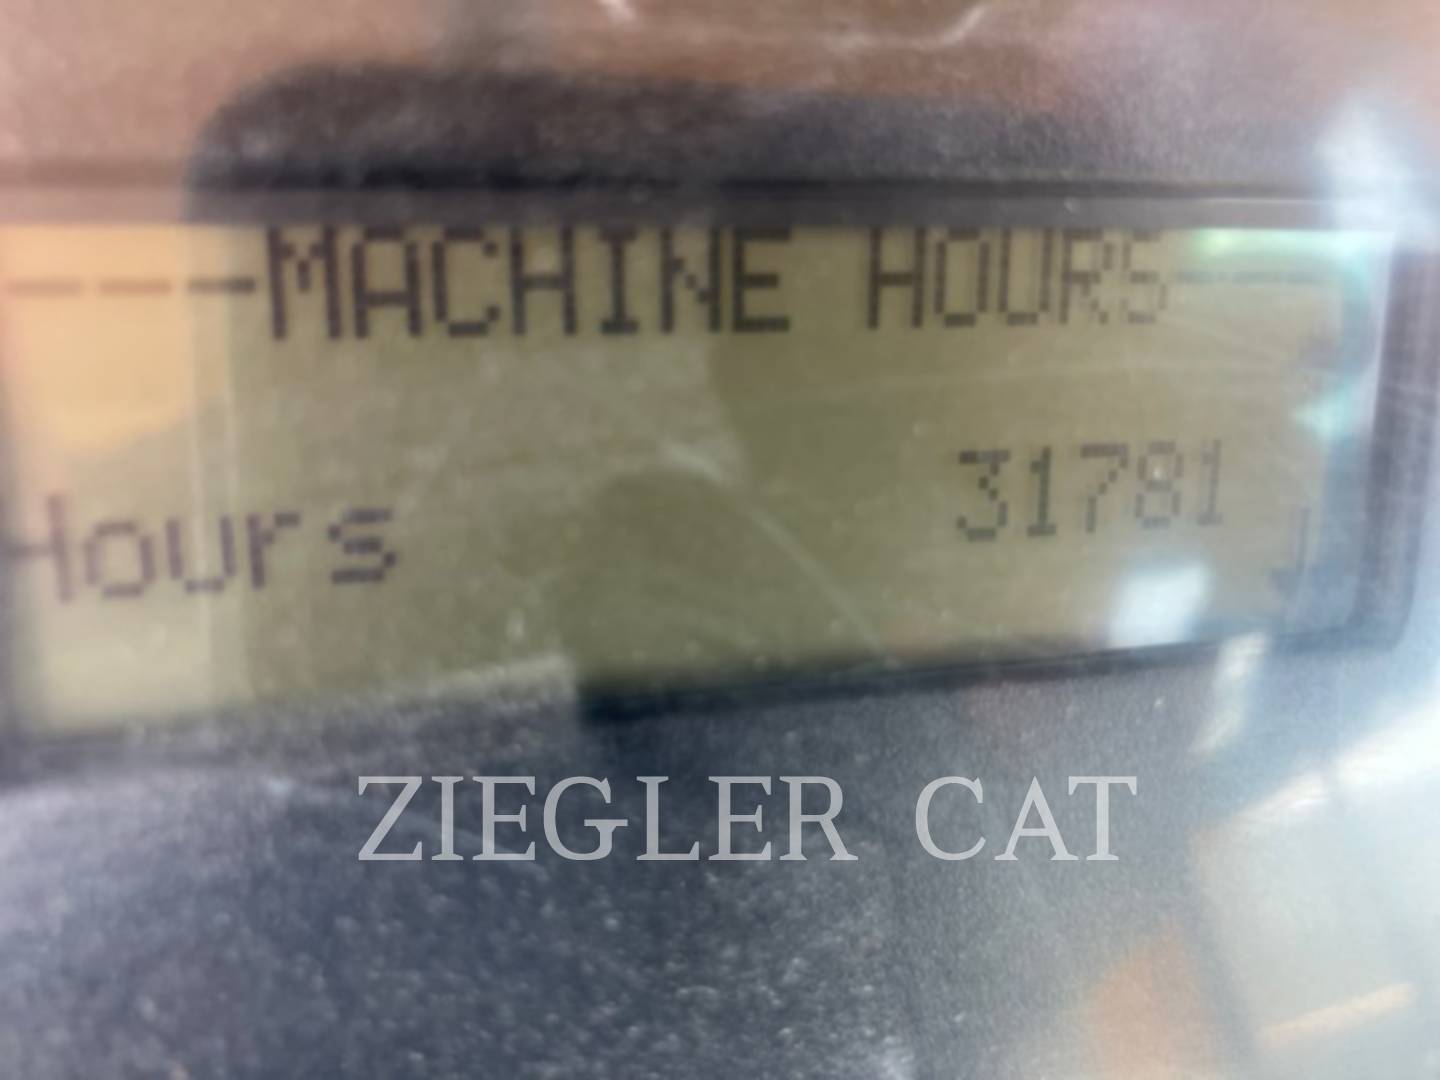 ---MACHINE HOURS---
Hours 31781
ZIEGLER CAT